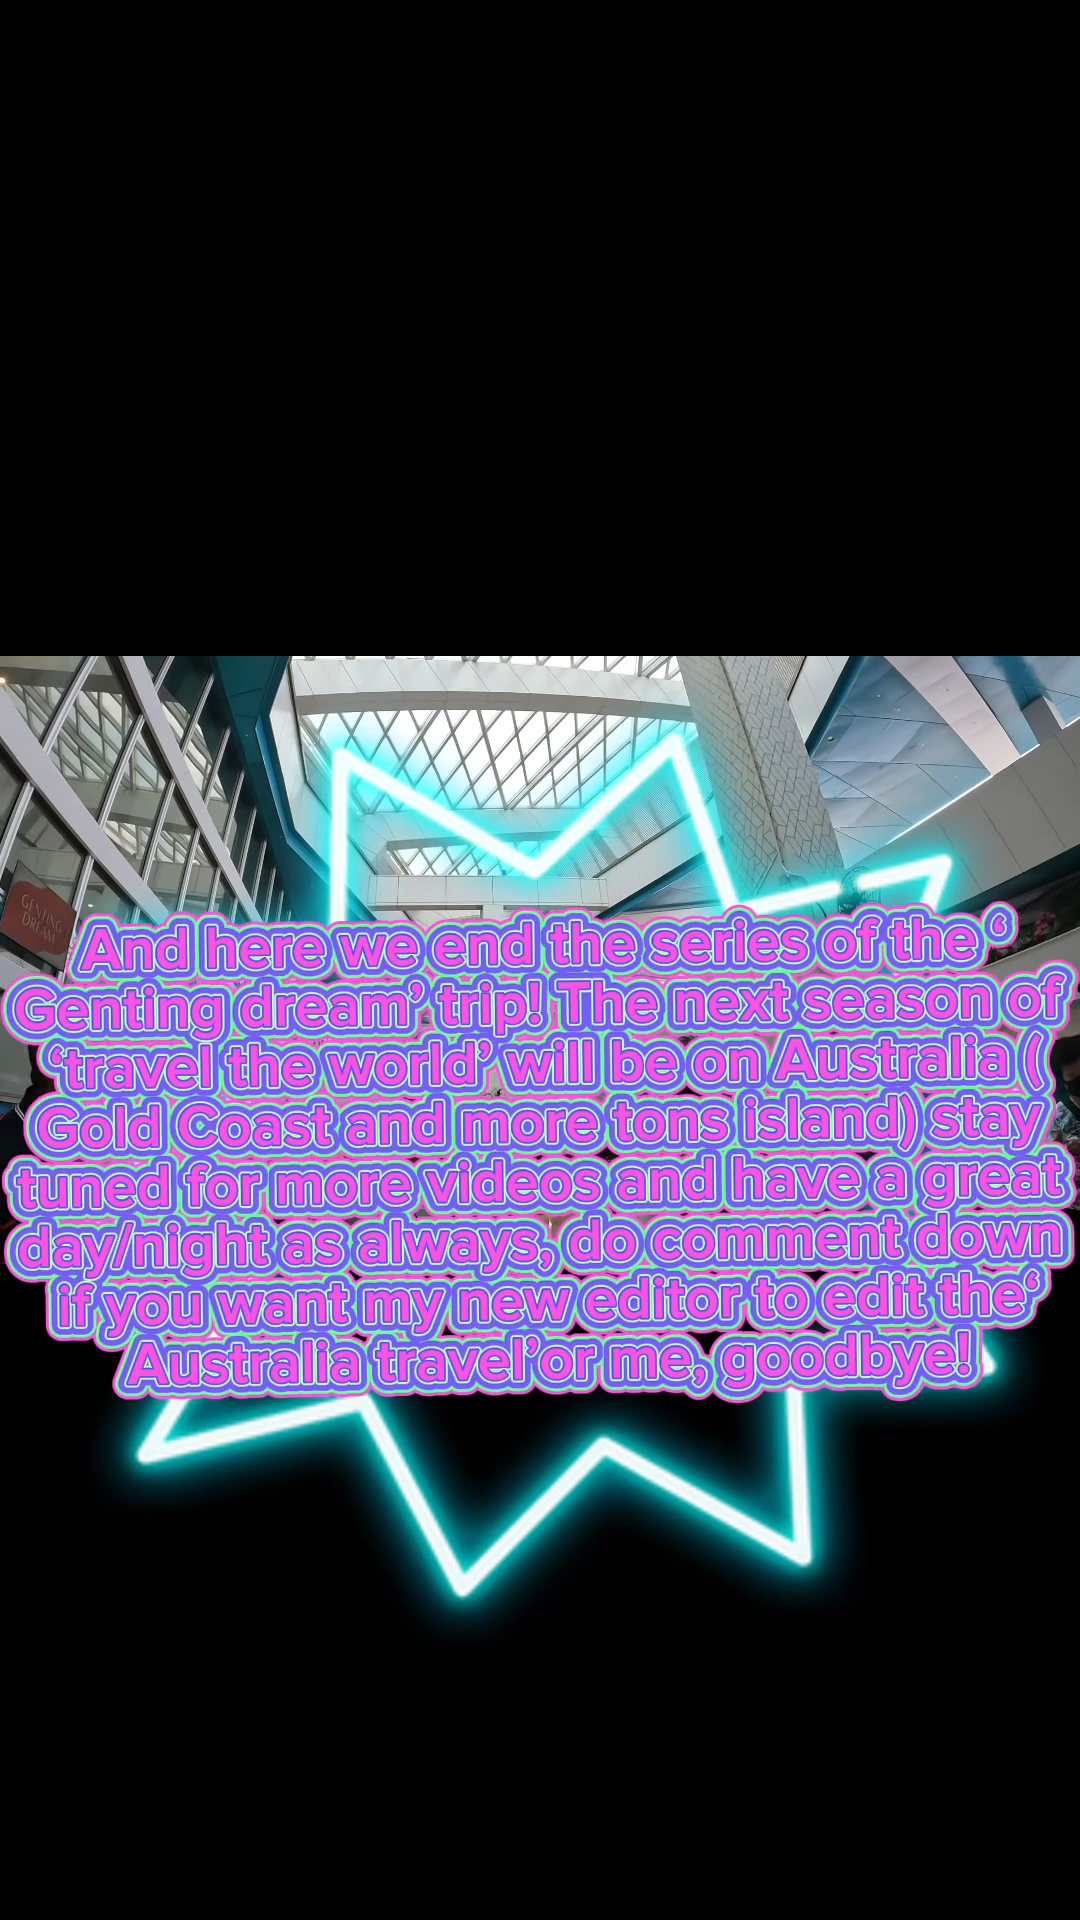 GENTING
DREAM
And here we end the series of the ‘
Genting dream’ trip! The next season of
‘travel the world’ will be on Australia (
Gold Coast and more tons island) stay
tuned for more videos and have a great
day/night as always, do comment down
if you want my new editor to edit the‘
Australia travel’or me, goodbye!